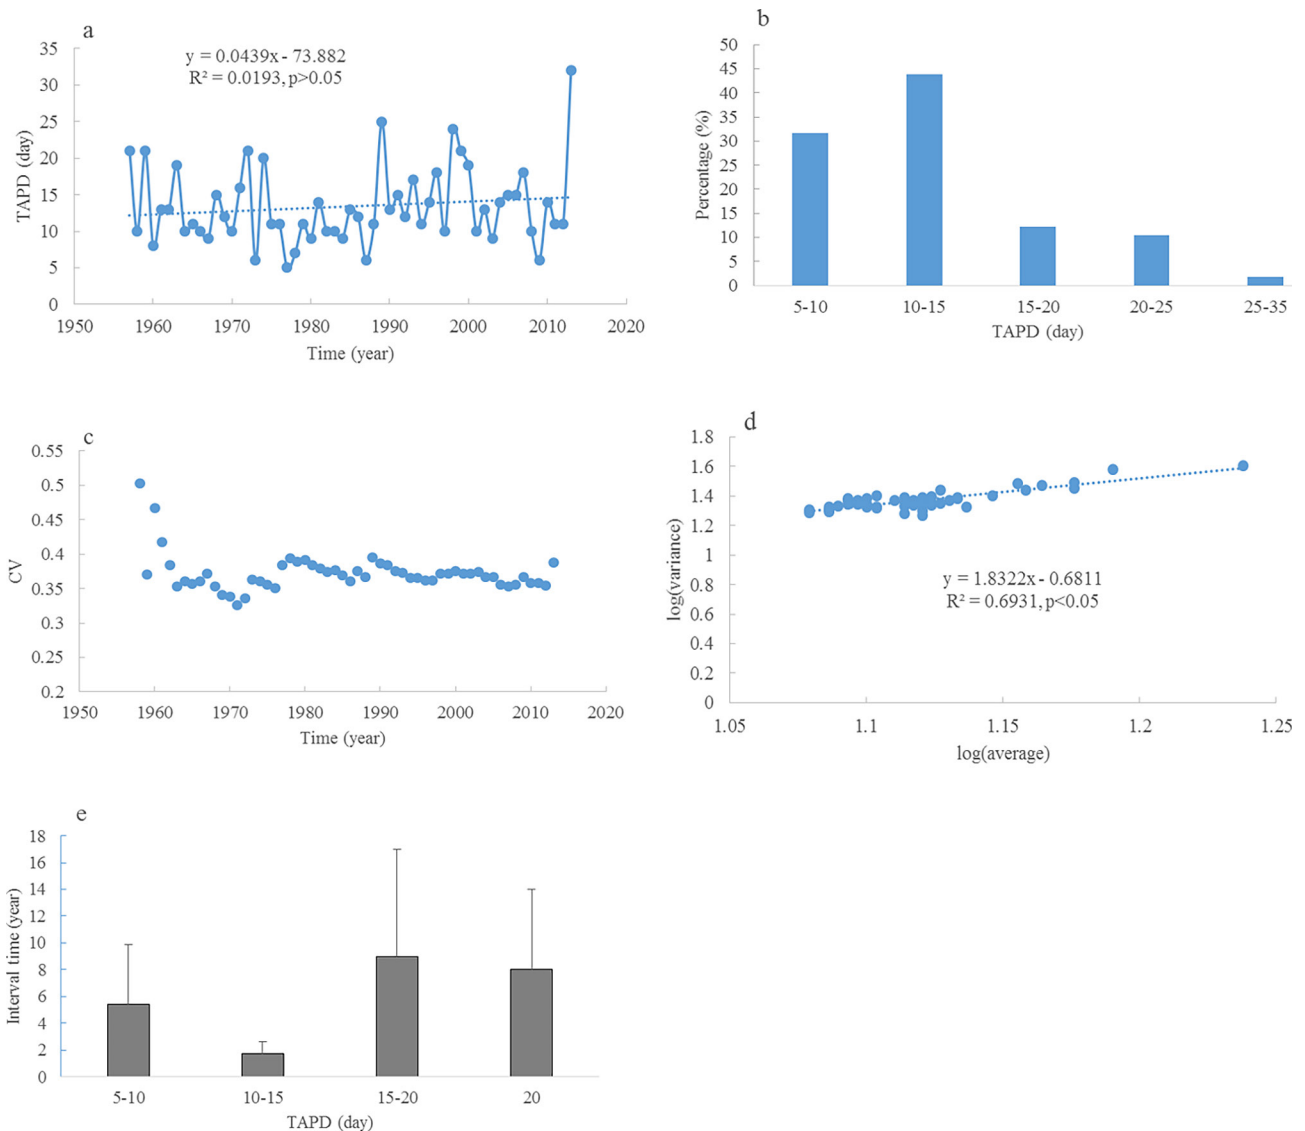 a
y = 0.0439x - 73.882
R² = 0.0193, p>0.05
35
30
25
20
15
10
5
0
TAPD (day)
1950 1960 1970 1980 1990 2000 2010 2020
Time (year)
b
50
45
40
35
30
25
20
15
10
5
0
Percentage (%)
5-10 10-15 15-20 20-25 25-35
TAPD (day)
c
0.55
0.5
0.45
0.4
0.35
0.3
0.25
0.2
CV
1950 1960 1970 1980 1990 2000 2010 2020
Time (year)
d
1.8
1.6
1.4
1.2
1
0.8
0.6
0.4
0.2
0
log(variance)
y = 1.8322x - 0.6811
R² = 0.6931, p<0.05
1.05 1.1 1.15 1.2 1.25
log(average)
e
18
16
14
12
10
8
6
4
2
0
Interval time (year)
5-10 10-15 15-20 20
TAPD (day)